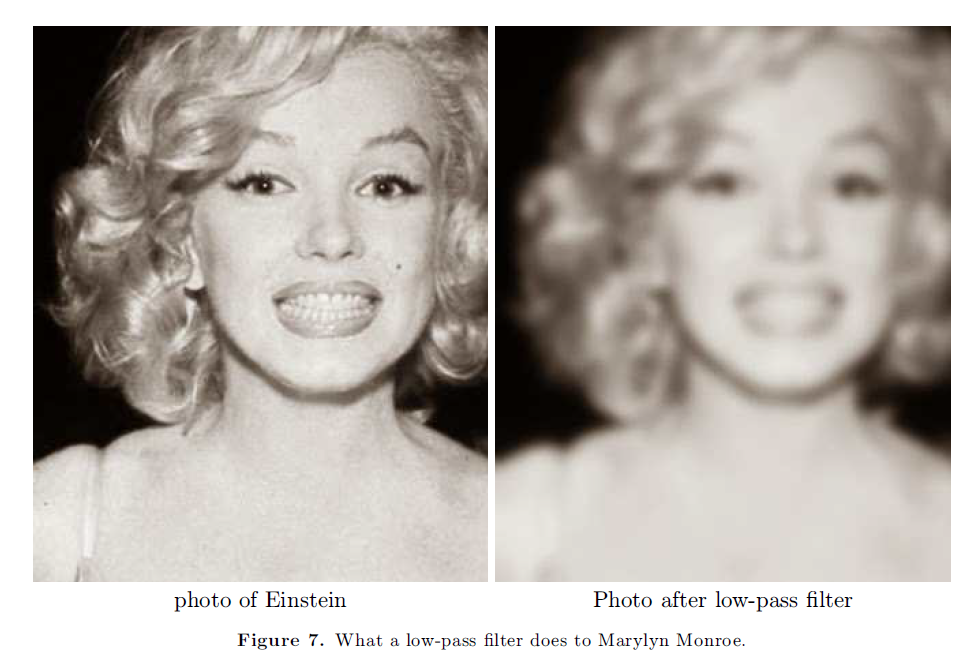 photo of Einstein
Photo after low-pass filter
Figure 7. What a low-pass filter does to Marylyn Monroe.